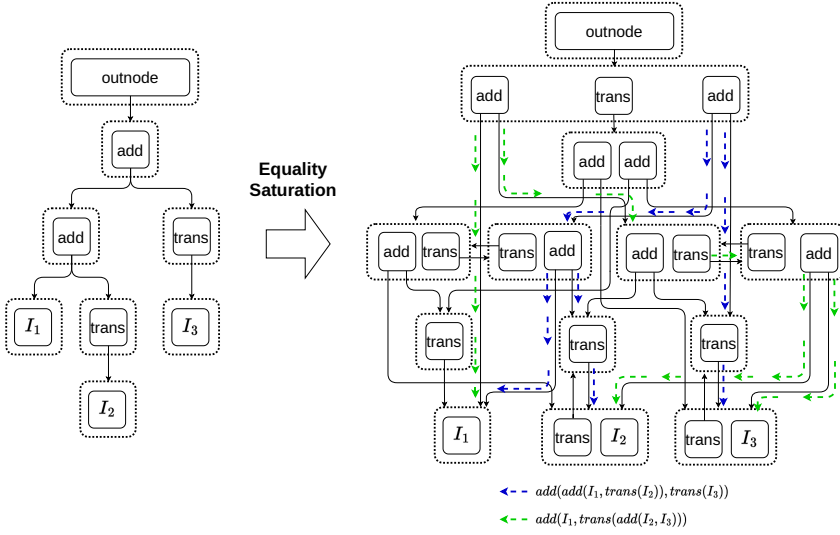 outnode
add
add
trans
I1
trans
I3
I2
Equality
Saturation
outnode
add
trans
add
add
add
add
trans
trans
add
add
trans
trans
add
trans
trans
trans
I1
trans
I2
trans
I3
add(add(I1, trans(I2)), trans(I3))
add(I1, trans(add(I2, I3)))